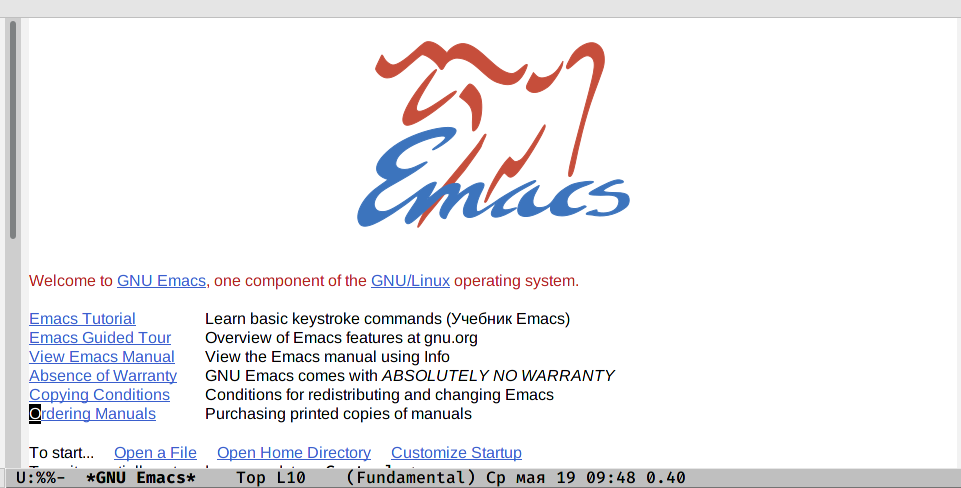 Emacs
Welcome to GNU Emacs, one component of the GNU/Linux operating system.
Emacs Tutorial Learn basic keystroke commands (Учебник Emacs)
Emacs Guided Tour Overview of Emacs features at gnu.org
View Emacs Manual View the Emacs manual using Info
Absence of Warranty GNU Emacs comes with ABSOLUTELY NO WARRANTY
Copying Conditions Conditions for redistributing and changing Emacs
Ordering Manuals Purchasing printed copies of manuals
To start... Open a File Open Home Directory Customize Startup
U:%%- *GNU Emacs* Top L10 (Fundamental) Ср мая 19 09:48 0.40